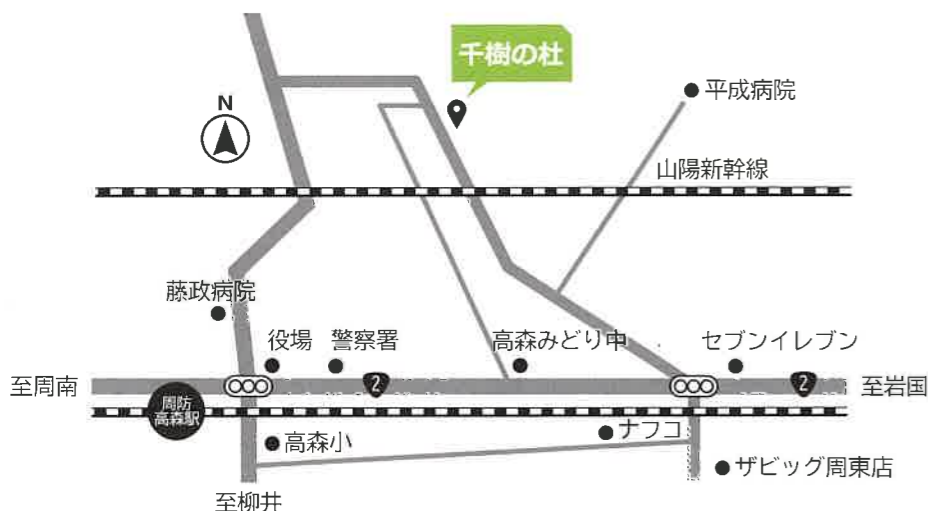 千樹の杜
平成病院
N
山陽新幹線
藤政病院
役場
警察署
高森みどり中
セブンイレブン
至周南
2
2
至岩国
周防
高森駅
高森小
ナフコ
ザビッグ周東店
至柳井